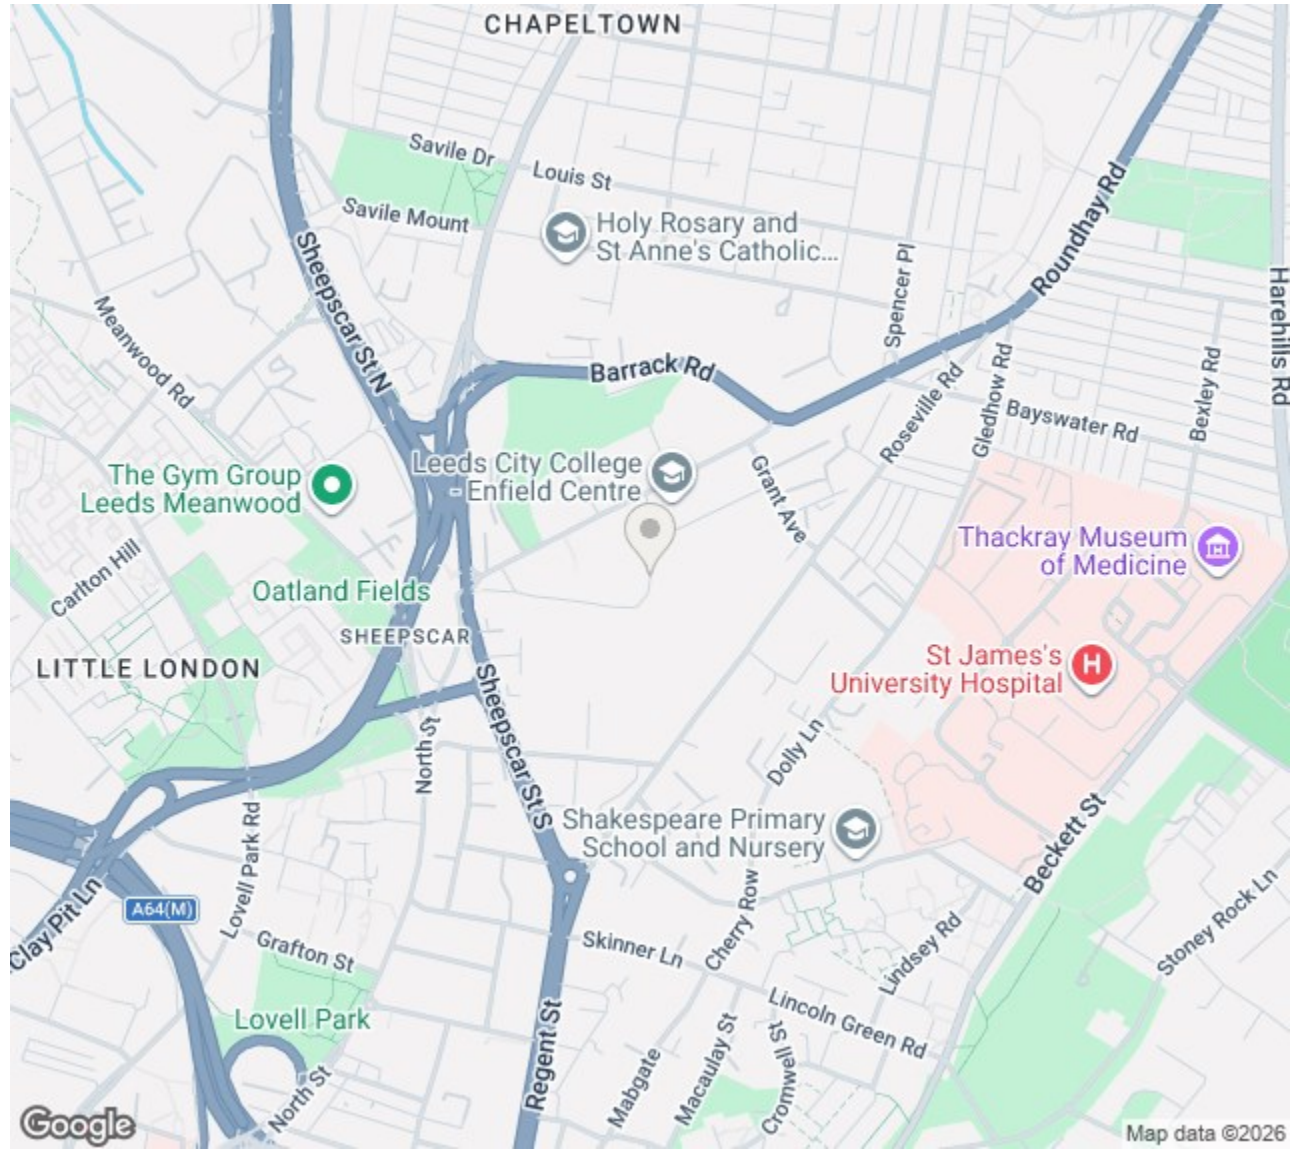 CHAPELTOWN
Savile Dr
Louis St
Savile Mount
Holy Rosary and
St Anne's Catholic...
Roundhay Rd
Harehills Rd
Sheepscar St N
Spencer Pl
Meanwood Rd
Barrack Rd
Roseville Rd
Gledhow Rd
Bexley Rd
Bayswater Rd
The Gym Group
Leeds Meanwood
Leeds City College
- Enfield Centre
Grant Ave
Thackray Museum
of Medicine
Carlton Hill
Oatland Fields
SHEEPSCAR
LITTLE LONDON
St James's
University Hospital
H
North St
Sheepscar St S
Dolly Ln
Shakespeare Primary
School and Nursery
Beckett St
Lovell Park Rd
Clay Pit Ln
A64(M)
Grafton St
Skinner Ln
Cherry Row
Lindsey Rd
Stoney Rock Ln
Lovell Park
Lincoln Green Rd
Regent St
North St
Mabgate
Macaulay St
Cromwell St
Google
Map data ©2026